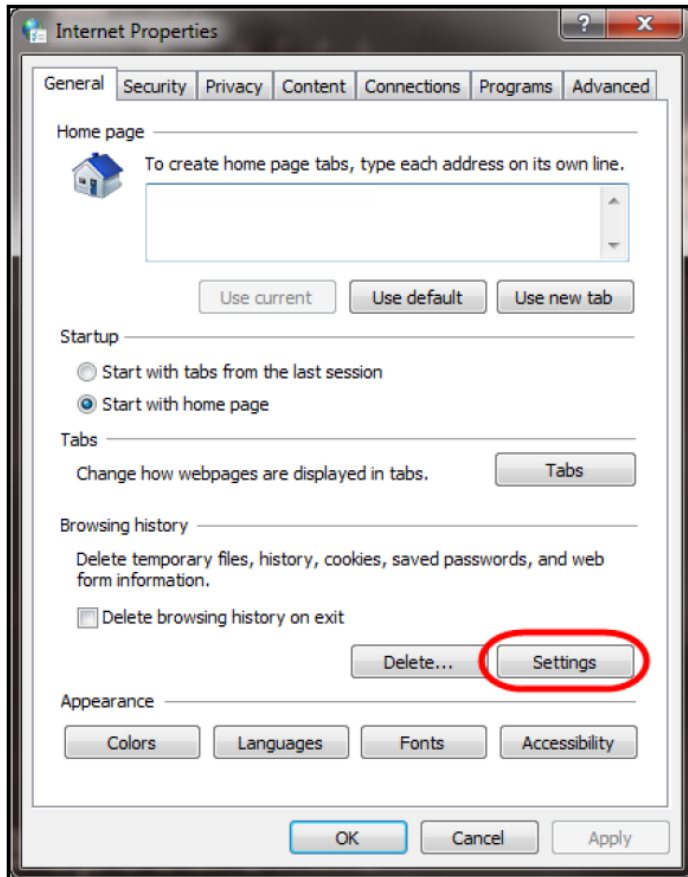 Internet Properties
? X
General Security Privacy Content Connections Programs Advanced
Home page
To create home page tabs, type each address on its own line.
Use current Use default Use new tab
Startup
Start with tabs from the last session
Start with home page
Tabs
Change how webpages are displayed in tabs. Tabs
Browsing history
Delete temporary files, history, cookies, saved passwords, and web
form information.
Delete browsing history on exit
Delete... Settings
Appearance
Colors Languages Fonts Accessibility
OK Cancel Apply